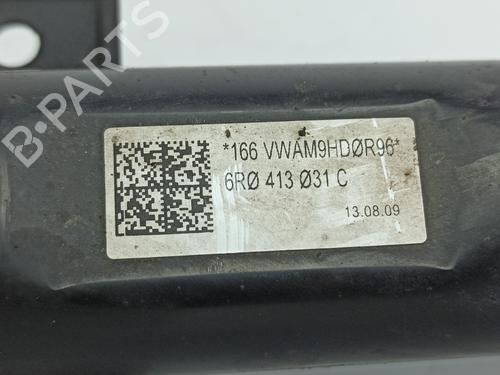 *166 VWAM9HDØR96*
6RØ 413 Ø31 C
13.08.09
B-PARTS